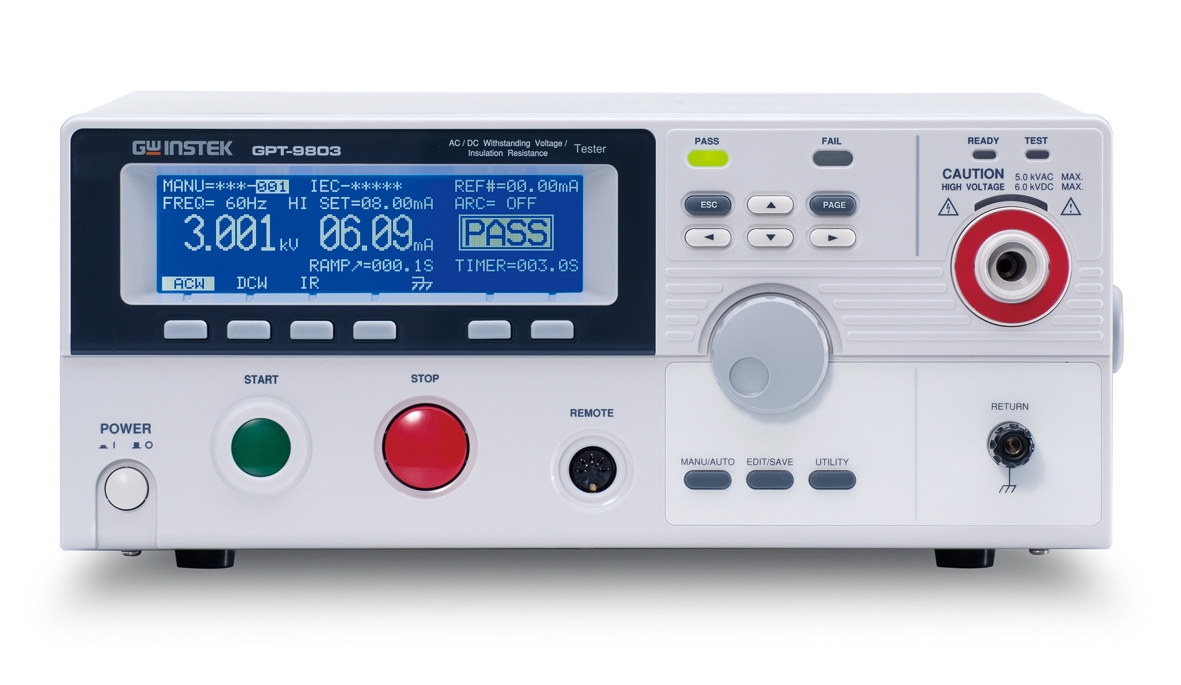 GWINSTEK GPT-9803
AC / DC Withstanding Voltage /
Insulation Resistance
Tester
MANU=***-001 IEC-***** REF#=00.00mA
FREQ= 60Hz HI SET=08.00mA ARC= OFF
3.001kV 06.09mA PASS
RAMP↗=000.1S TIMER=003.0S
ACW DCW IR
PASS FAIL
READY TEST
CAUTION 5.0 kVAC MAX.
HIGH VOLTAGE 6.0 kVDC MAX.
ESC PAGE
START
STOP
POWER
I O
REMOTE
MANU/AUTO EDIT/SAVE UTILITY
RETURN